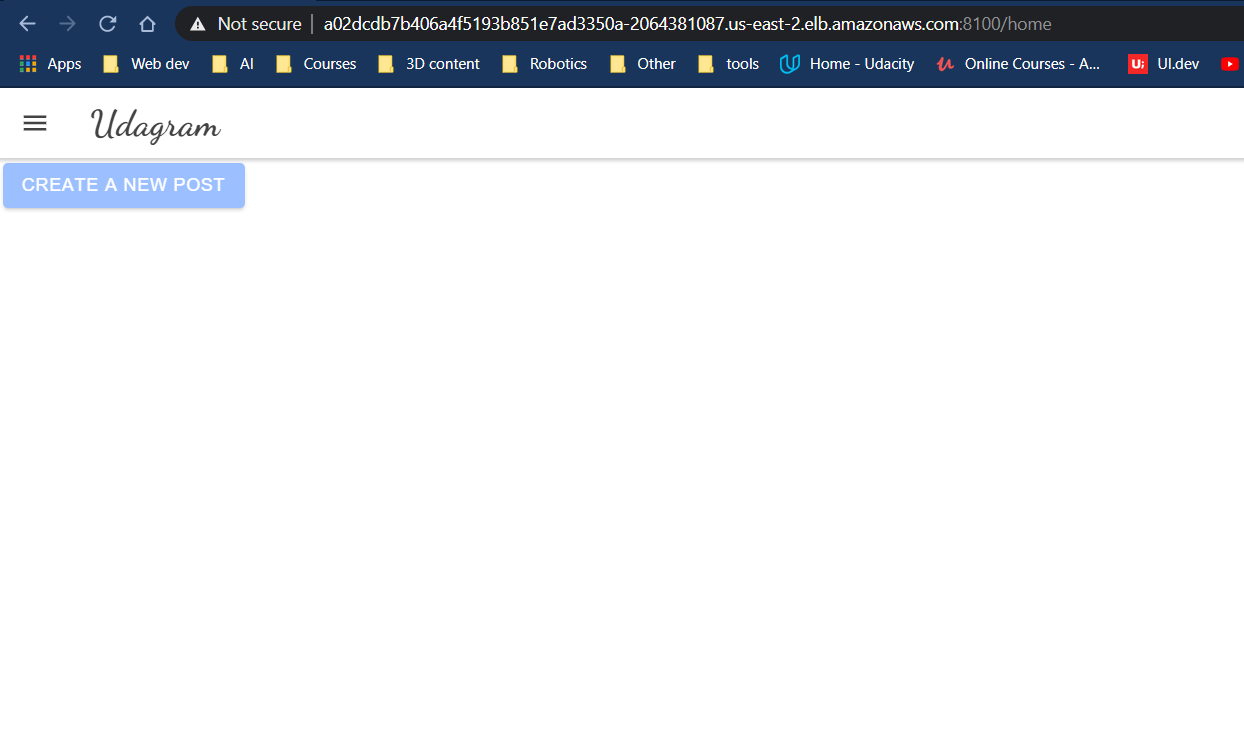 Not secure | a02dcdb7b406a4f5193b851e7ad3350a-2064381087.us-east-2.elb.amazonaws.com:8100/home
Apps Web dev AI Courses 3D content Robotics Other tools Home - Udacity Online Courses - A... U; UI.dev
Udagram
CREATE A NEW POST